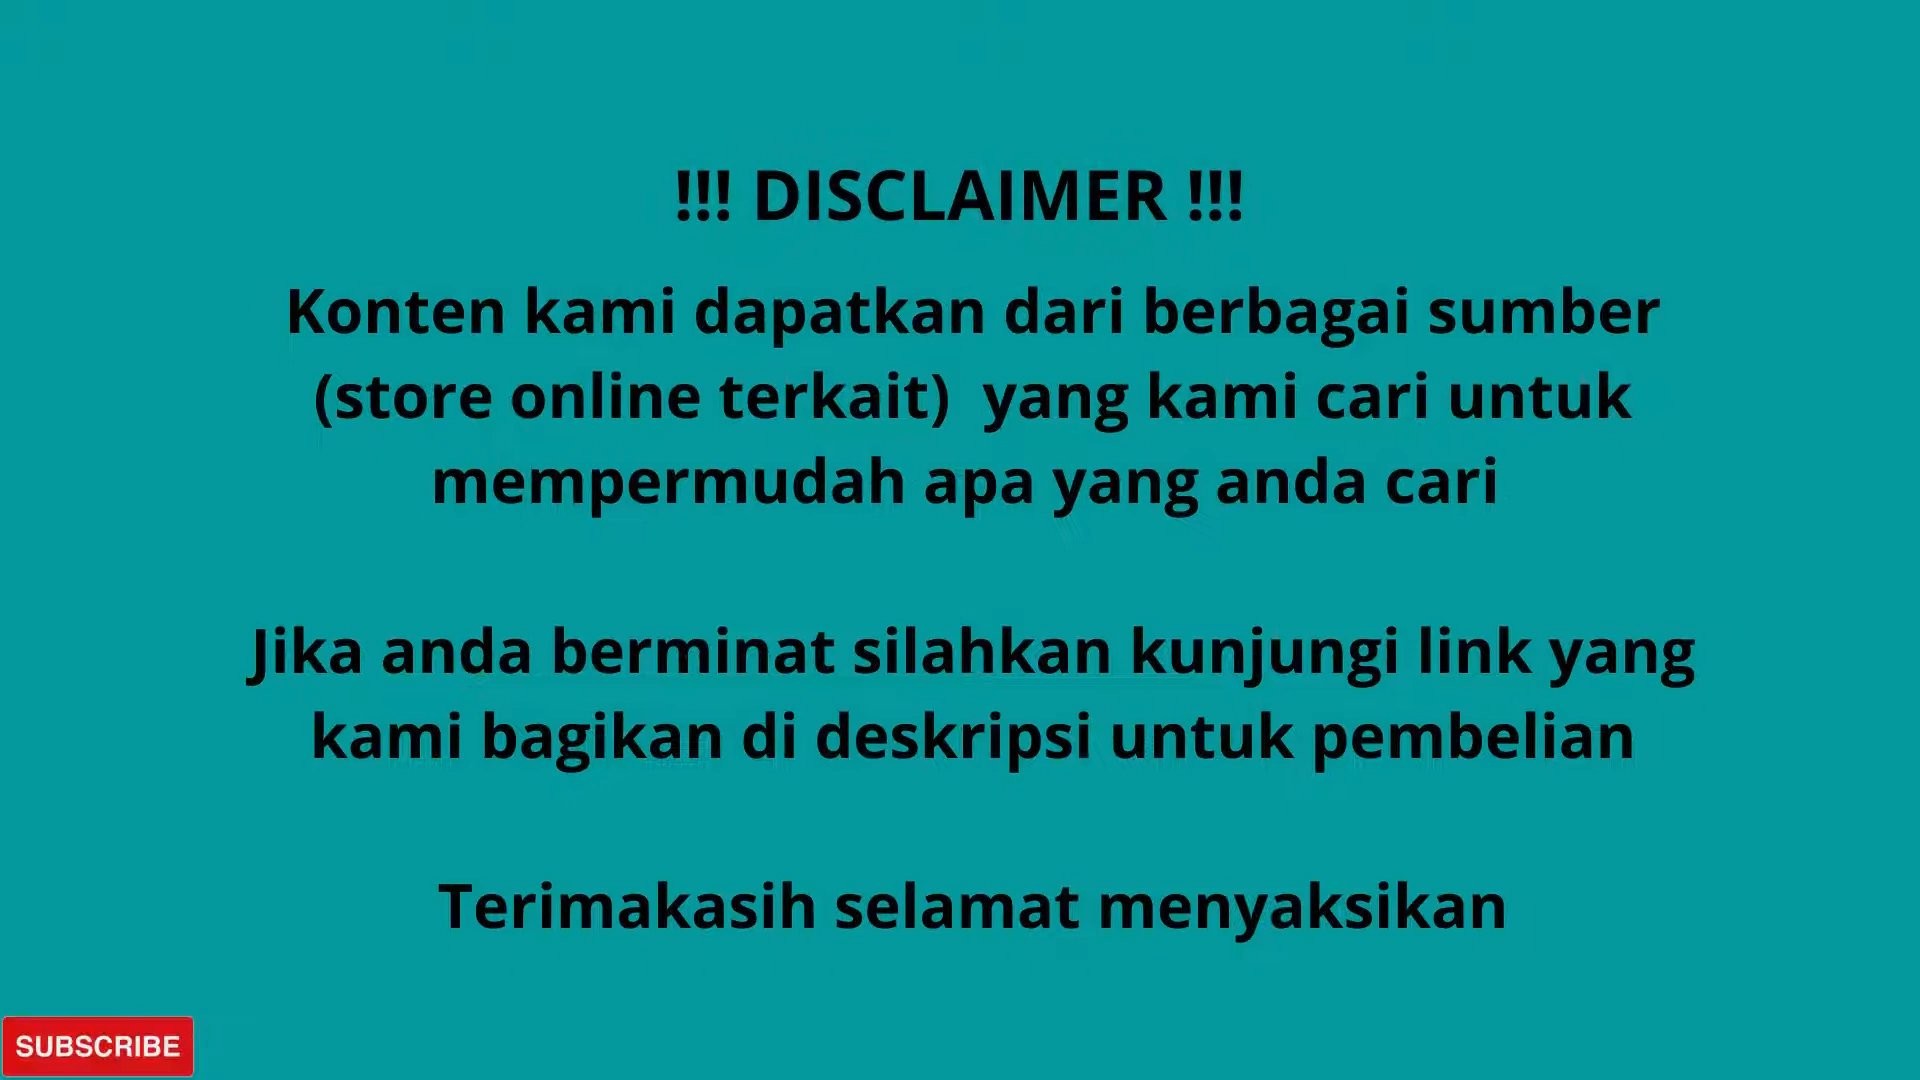 !!! DISCLAIMER !!!
Konten kami dapatkan dari berbagai sumber
(store online terkait)  yang kami cari untuk
mempermudah apa yang anda cari
Jika anda berminat silahkan kunjungi link yang
kami bagikan di deskripsi untuk pembelian
Terimakasih selamat menyaksikan
SUBSCRIBE